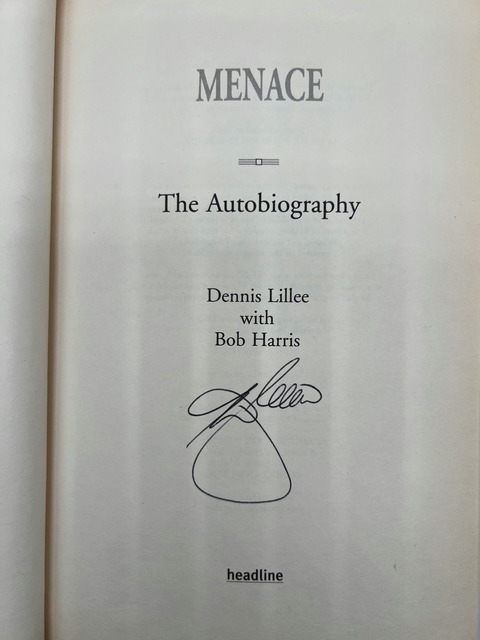 MENACE
The Autobiography
Dennis Lillee
with
Bob Harris
headline